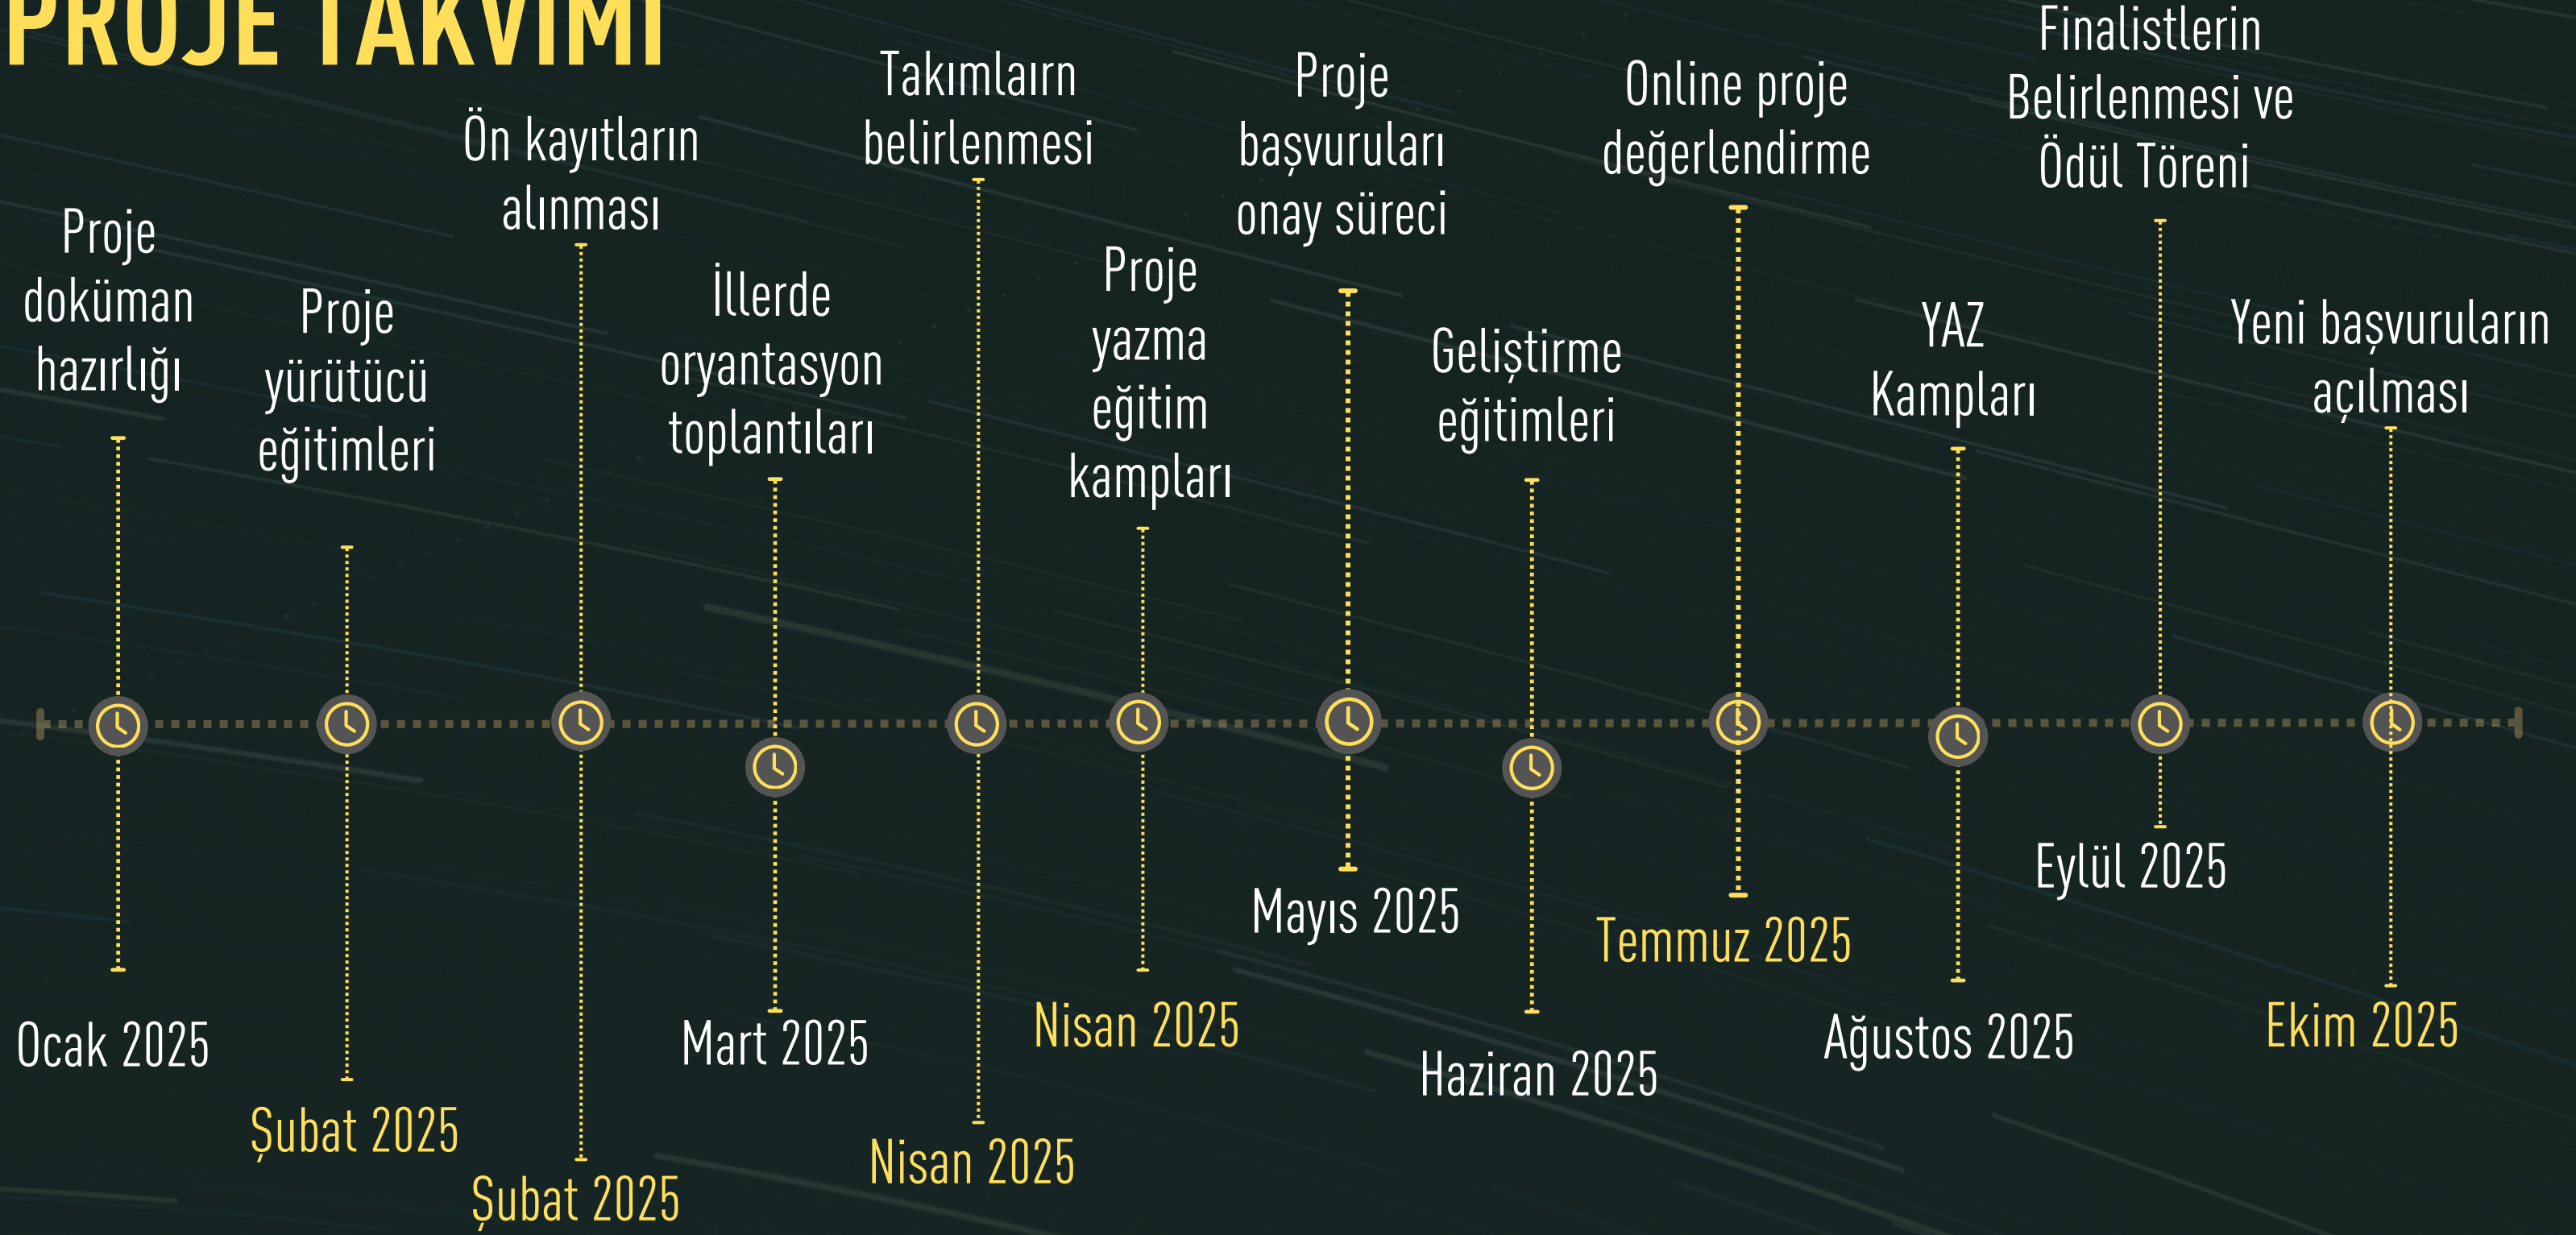 PROJE TAKVİMİ
Proje
doküman
hazırlığı
Ocak 2025
Proje
yürütücü
eğitimleri
Şubat 2025
Ön kayıtların
alınması
Şubat 2025
İllerde
oryantasyon
toplantıları
Mart 2025
Takımlaırn
belirlenmesi
Nisan 2025
Proje
yazma
eğitim
kampları
Nisan 2025
Proje
başvuruları
onay süreci
Mayıs 2025
Geliştirme
eğitimleri
Haziran 2025
Online proje
değerlendirme
Temmuz 2025
YAZ
Kampları
Ağustos 2025
Finalistlerin
Belirlenmesi ve
Ödül Töreni
Eylül 2025
Yeni başvuruların
açılması
Ekim 2025